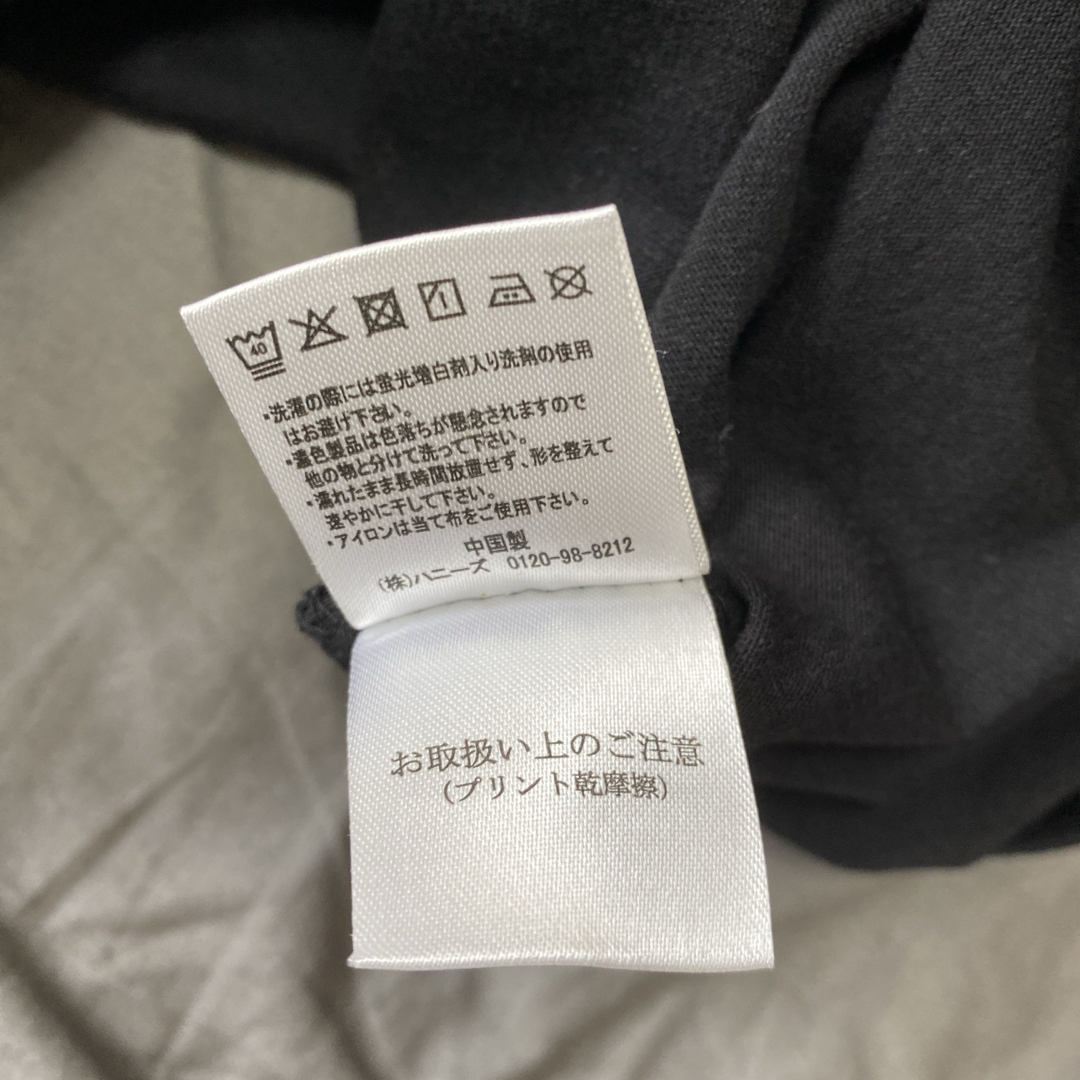 40
・洗濯の際には蛍光増白剤入り洗剤の使用
はお避け下さい。
・濃色製品は色落ちが懸念されますので
他の物と分けて洗って下さい。
・濡れたまま長時間放置せず、形を整えて
速やかに干して下さい。
・アイロンは当て布をご使用下さい。
中国製
(株)ハニーズ 0120-98-8212
お取扱い上のご注意
(プリント乾摩擦)